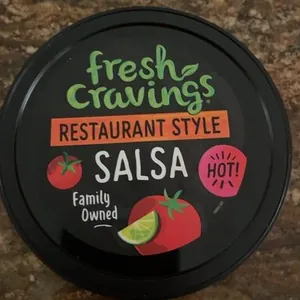 fresh
cravings
RESTAURANT STYLE
SALSA
HOT!
Family
Owned